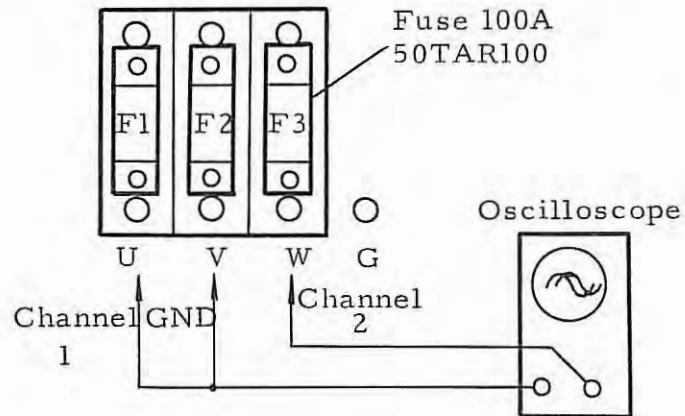 Fuse 100A
50TAR100
F1 F2 F3
Oscilloscope
U V W G
Channel GND
1
Channel
2